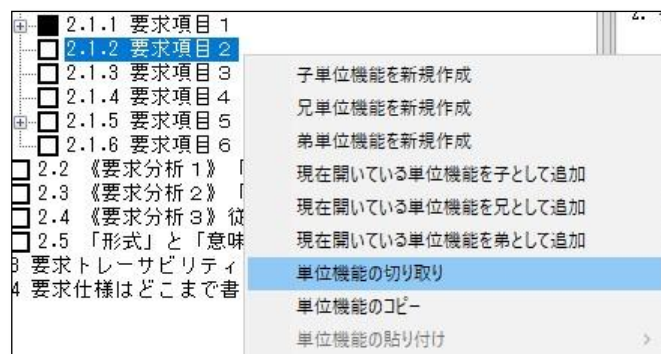 2.1.1 要求項目1
2.1.2 要求項目2
2.1.3 要求項目3
2.1.4 要求項目4
2.1.5 要求項目5
2.1.6 要求項目6
2.2 《要求分析1》「
2.3 《要求分析2》「
2.4 《要求分析3》従
2.5 「形式」と「意味
3 要求トレーサビリティ
4 要求仕様はどこまで書
子単位機能を新規作成
兄単位機能を新規作成
弟単位機能を新規作成
現在開いている単位機能を子として追加
現在開いている単位機能を兄として追加
現在開いている単位機能を弟として追加
単位機能の切り取り
単位機能のコピー
単位機能の貼り付け
2.